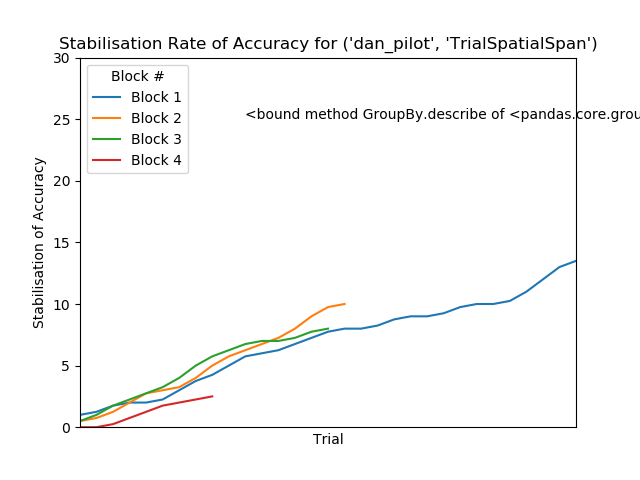 Stabilisation Rate of Accuracy for ('dan_pilot', 'TrialSpatialSpan')
30
25
20
15
10
5
0
Stabilisation of Accuracy
Block #
Block 1
Block 2
Block 3
Block 4
<bound method GroupBy.describe of <pandas.core.grou
Trial